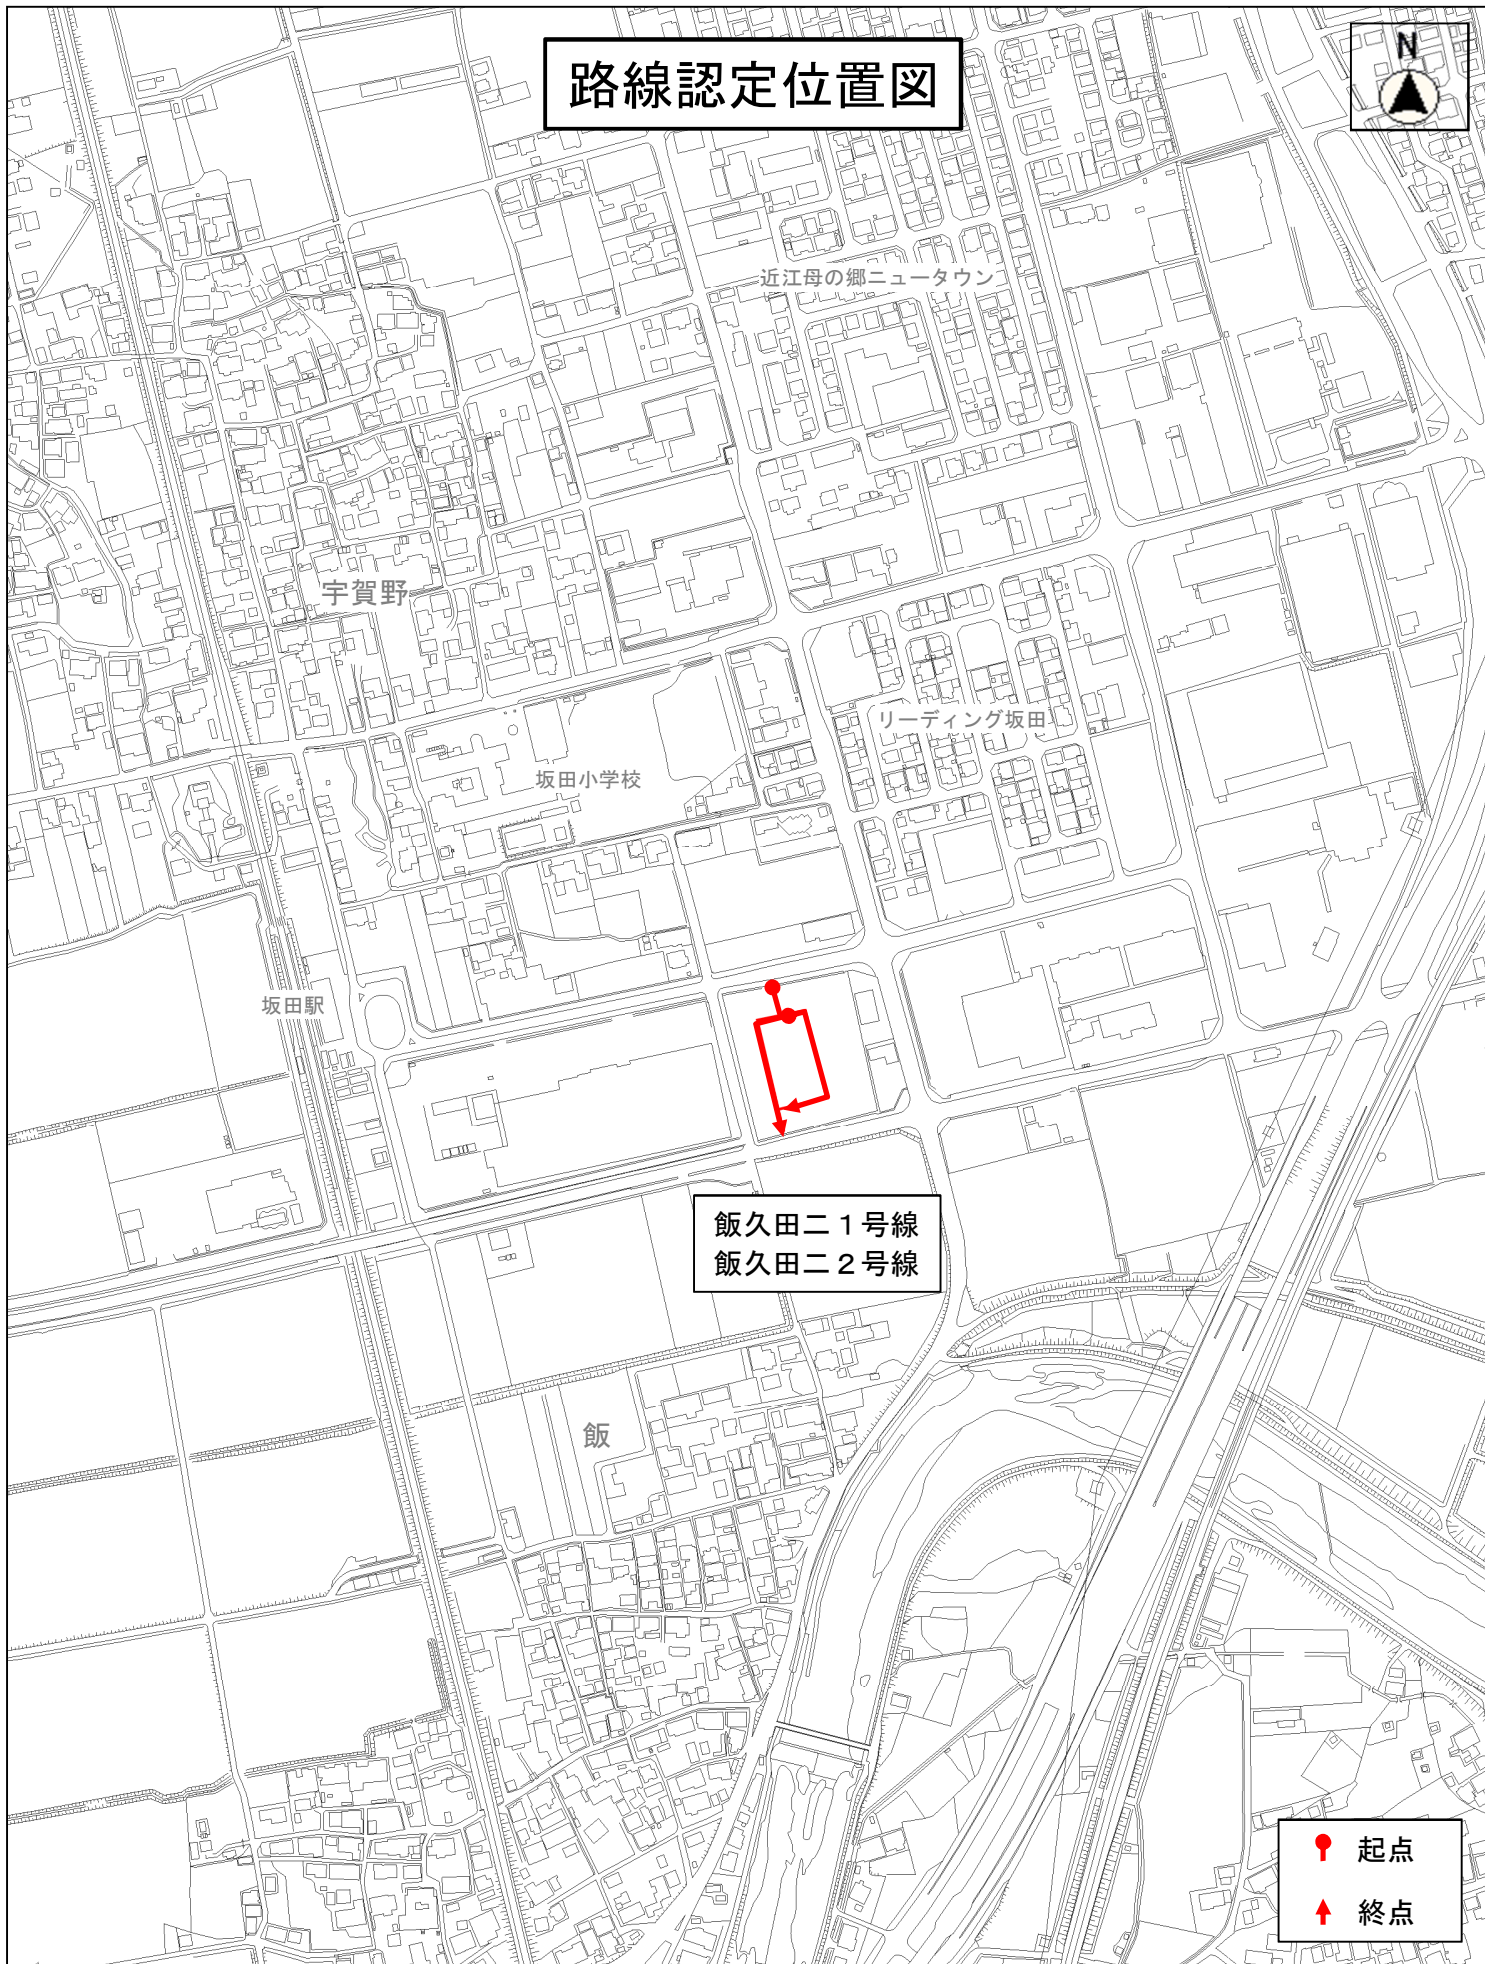 路線認定位置図
N
近江母の郷ニュータウン
宇賀野
リーディング坂田
坂田小学校
坂田駅
飯久田二１号線
飯久田二２号線
飯
起点
終点